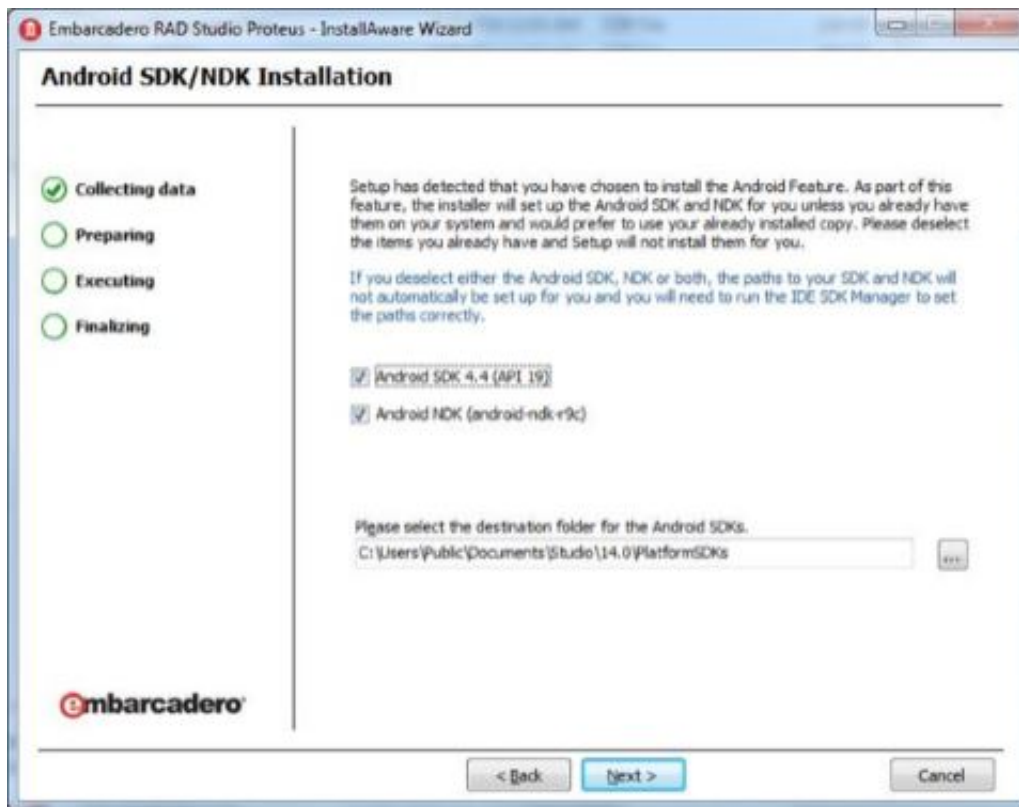 Embarcadero RAD Studio Proteus - InstallAware Wizard
Android SDK/NDK Installation
Collecting data
Preparing
Executing
Finalizing
Setup has detected that you have chosen to install the Android Feature. As part of this
feature, the installer will set up the Android SDK and NDK for you unless you already have
them on your system and would prefer to use your already installed copy. Please deselect
the items you already have and Setup will not install them for you.
If you deselect either the Android SDK, NDK or both, the paths to your SDK and NDK will
not automatically be set up for you and you will need to run the IDE SDK Manager to set
the paths correctly.
Android SDK 4.4 (API 19)
Android NDK (android-ndk-r9c)
Please select the destination folder for the Android SDKs.
C:\Users\Public\Documents\Studio\14.0\PlatformSDKs
...
embarcadero
< Back
Next >
Cancel